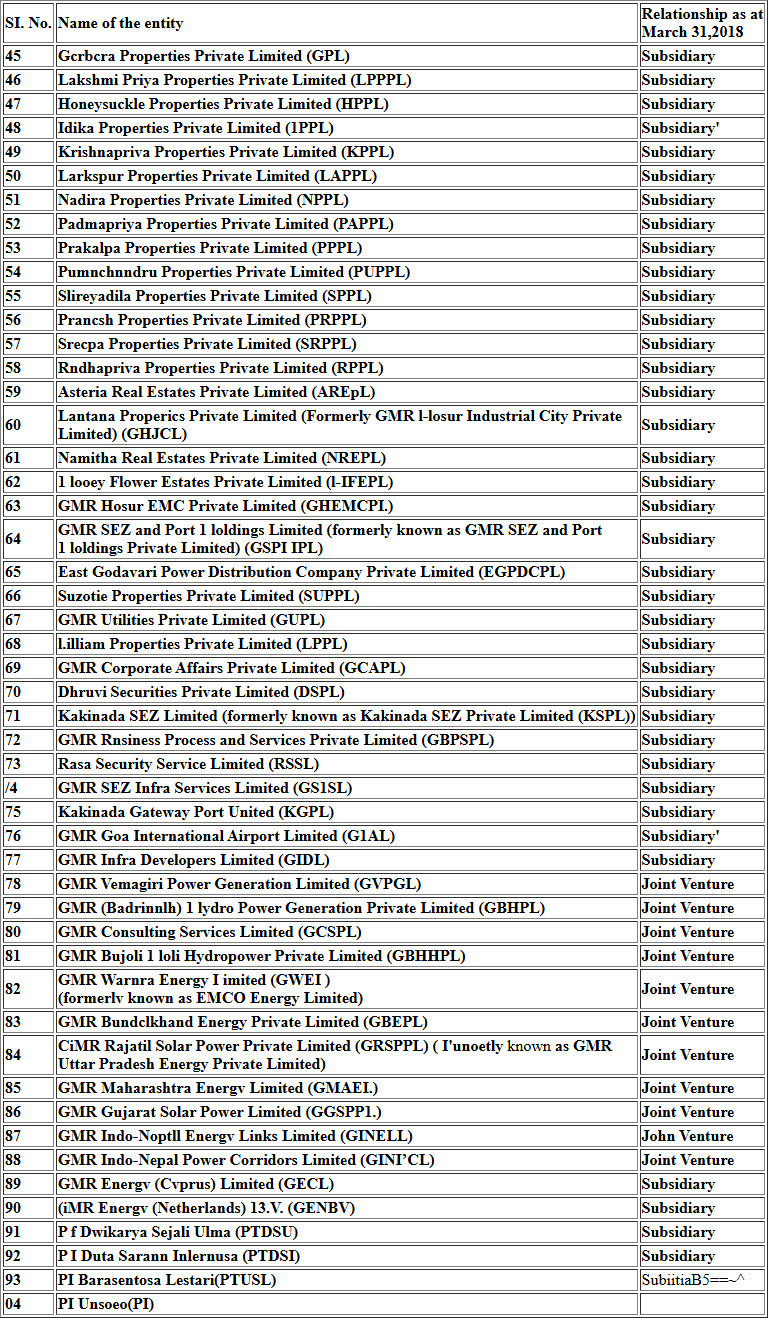 SI. No. Name of the entity Relationship as at
March 31,2018
45 Gcrbcra Properties Private Limited (GPL) Subsidiary
46 Lakshmi Priya Properties Private Limited (LPPPL) Subsidiary
47 Honeysuckle Properties Private Limited (HPPL) Subsidiary
48 Idika Properties Private Limited (1PPL) Subsidiary'
49 Krishnapriva Properties Private Limited (KPPL) Subsidiary
50 Larkspur Properties Private Limited (LAPPL) Subsidiary
51 Nadira Properties Private Limited (NPPL) Subsidiary
52 Padmapriya Properties Private Limited (PAPPL) Subsidiary
53 Prakalpa Properties Private Limited (PPPL) Subsidiary
54 Pumnchnndru Properties Private Limited (PUPPL) Subsidiary
55 Slireyadila Properties Private Limited (SPPL) Subsidiary
56 Prancsh Properties Private Limited (PRPPL) Subsidiary
57 Srecpa Properties Private Limited (SRPPL) Subsidiary
58 Rndhapriva Properties Private Limited (RPPL) Subsidiary
59 Asteria Real Estates Private Limited (AREpL) Subsidiary
60 Lantana Properics Private Limited (Formerly GMR l-losur Industrial City Private
Limited) (GHJCL) Subsidiary
61 Namitha Real Estates Private Limited (NREPL) Subsidiary
62 1 looey Flower Estates Private Limited (l-IFEPL) Subsidiary
63 GMR Hosur EMC Private Limited (GHEMCPI.) Subsidiary
64 GMR SEZ and Port 1 loldings Limited (formerly known as GMR SEZ and Port
1 loldings Private Limited) (GSPI IPL) Subsidiary
65 East Godavari Power Distribution Company Private Limited (EGPDCPL) Subsidiary
66 Suzotie Properties Private Limited (SUPPL) Subsidiary
67 GMR Utilities Private Limited (GUPL) Subsidiary
68 l.illiam Properties Private Limited (LPPL) Subsidiary
69 GMR Corporate Affairs Private Limited (GCAPL) Subsidiary
70 Dhruvi Securities Private Limited (DSPL) Subsidiary
71 Kakinada SEZ Limited (formerly known as Kakinada SEZ Private Limited (KSPL)) Subsidiary
72 GMR Rnsiness Process and Services Private Limited (GBPSPL) Subsidiary
73 Rasa Security Service Limited (RSSL) Subsidiary
/4 GMR SEZ Infra Services Limited (GS1SL) Subsidiary
75 Kakinada Gateway Port United (KGPL) Subsidiary
76 GMR Goa International Airport Limited (G1AL) Subsidiary'
77 GMR Infra Developers Limited (GIDL) Subsidiary
78 GMR Vemagiri Power Generation Limited (GVPGL) Joint Venture
79 GMR (Badrinnlh) 1 lydro Power Generation Private Limited (GBHPL) Joint Venture
80 GMR Consulting Services Limited (GCSPL) Joint Venture
81 GMR Bujoli 1 loli Hydropower Private Limited (GBHHPL) Joint Venture
82 GMR Warnra Energy I imited (GWEI )
(formerlv known as EMCO Energy Limited) Joint Venture
83 GMR Bundclkhand Energy Private Limited (GBEPL) Joint Venture
84 CiMR Rajatil Solar Power Private Limited (GRSPPL) ( I'unoetly known as GMR
Uttar Pradesh Energy Private Limited) Joint Venture
85 GMR Maharashtra Energv Limited (GMAEI.) Joint Venture
86 GMR Gujarat Solar Power Limited (GGSPP1.) Joint Venture
87 GMR Indo-Noptll Energv Links Limited (GINELL) John Venture
88 GMR Indo-Nepal Power Corridors Limited (GINI’CL) Joint Venture
89 GMR Energv (Cvprus) Limited (GECL) Subsidiary
90 (iMR Energv (Netherlands) 13.V. (GENBV) Subsidiary
91 P f Dwikarya Sejali Ulma (PTDSU) Subsidiary
92 P I Duta Sarann Inlernusa (PTDSI) Subsidiary
93 PI Barasentosa Lestari(PTUSL) SubiitiaB5==~^
04 PI Unsoeo(PI)